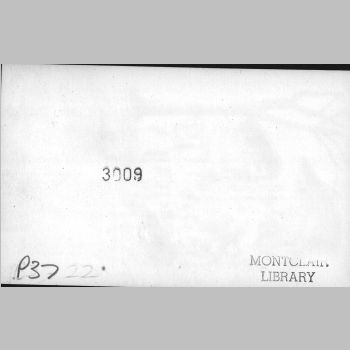 3009
P37 22.
MONTCLAIR
LIBRARY